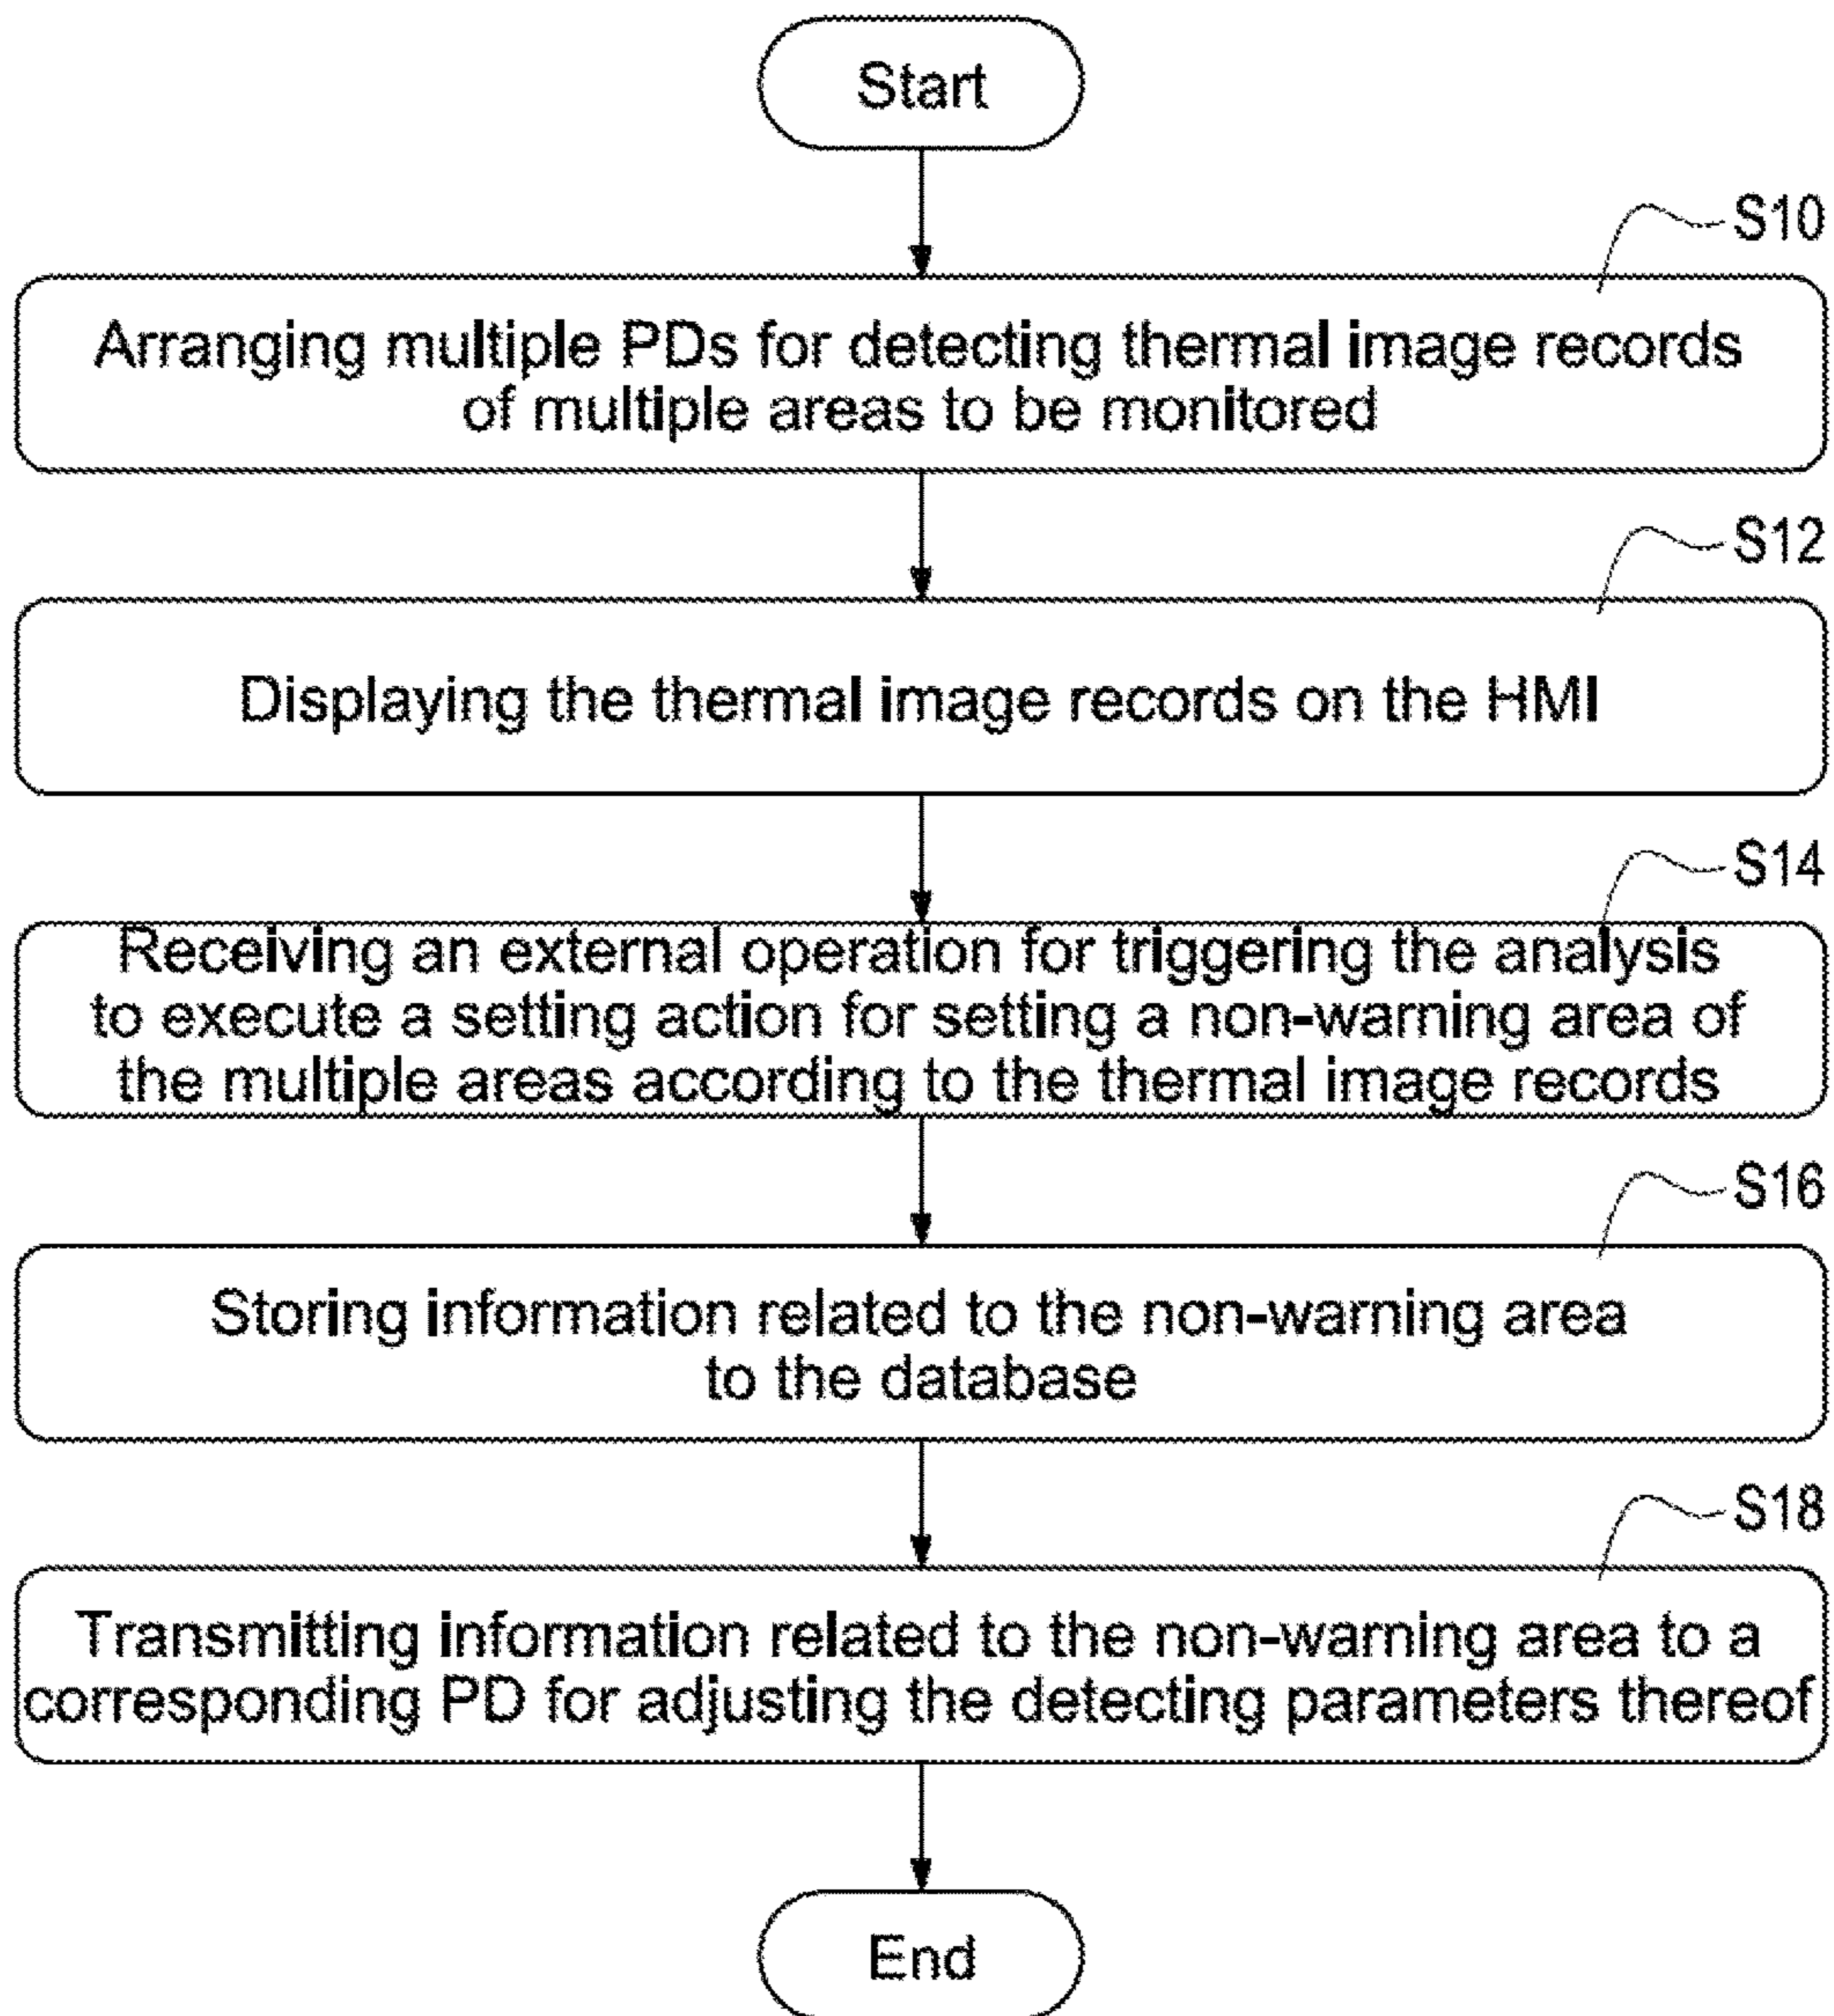 Start
S10
Arranging multiple PDs for detecting thermal image records
of multiple areas to be monitored
S12
Displaying the thermal image records on the HMI
S14
Receiving an external operation for triggering the analysis
to execute a setting action for setting a non-warning area of
the multiple areas according to the thermal image records
S16
Storing information related to the non-warning area
to the database
S18
Transmitting information related to the non-warning area to a
corresponding PD for adjusting the detecting parameters thereof
End